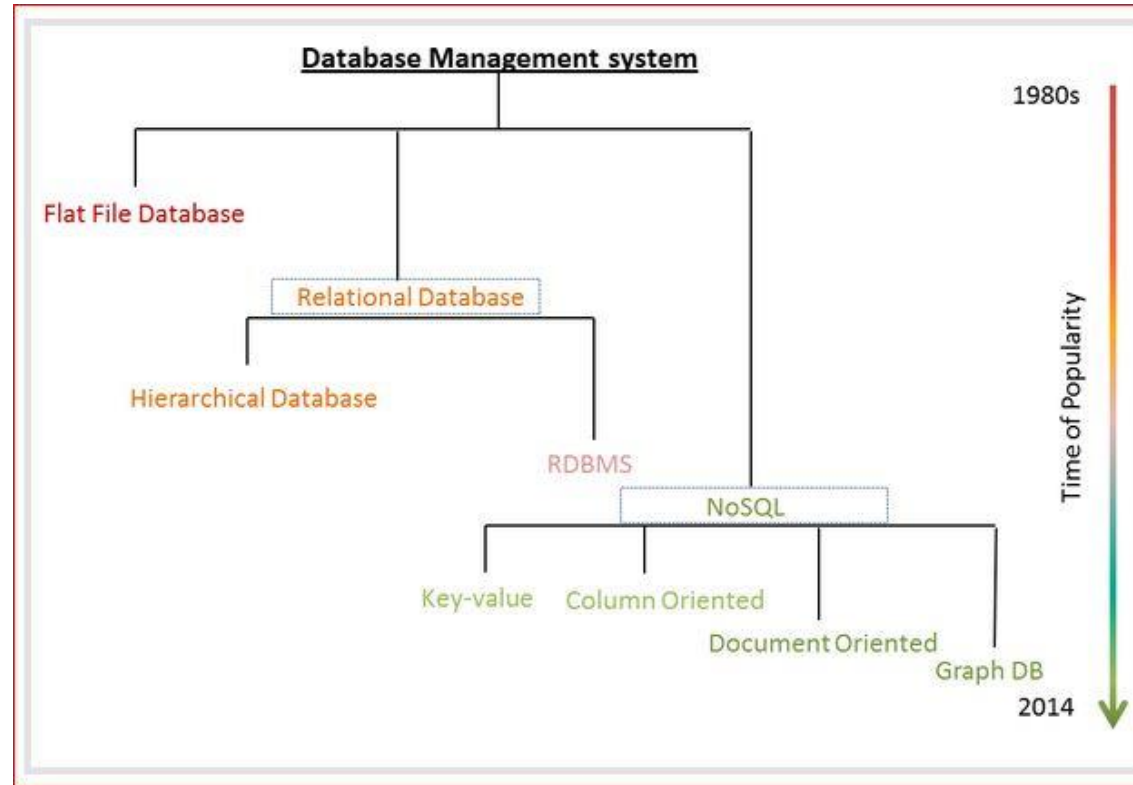 Database Management system
1980s
Flat File Database
Relational Database
Hierarchical Database
Time of Popularity
RDBMS
NoSQL
Key-value
Column Oriented
Document Oriented
Graph DB
2014